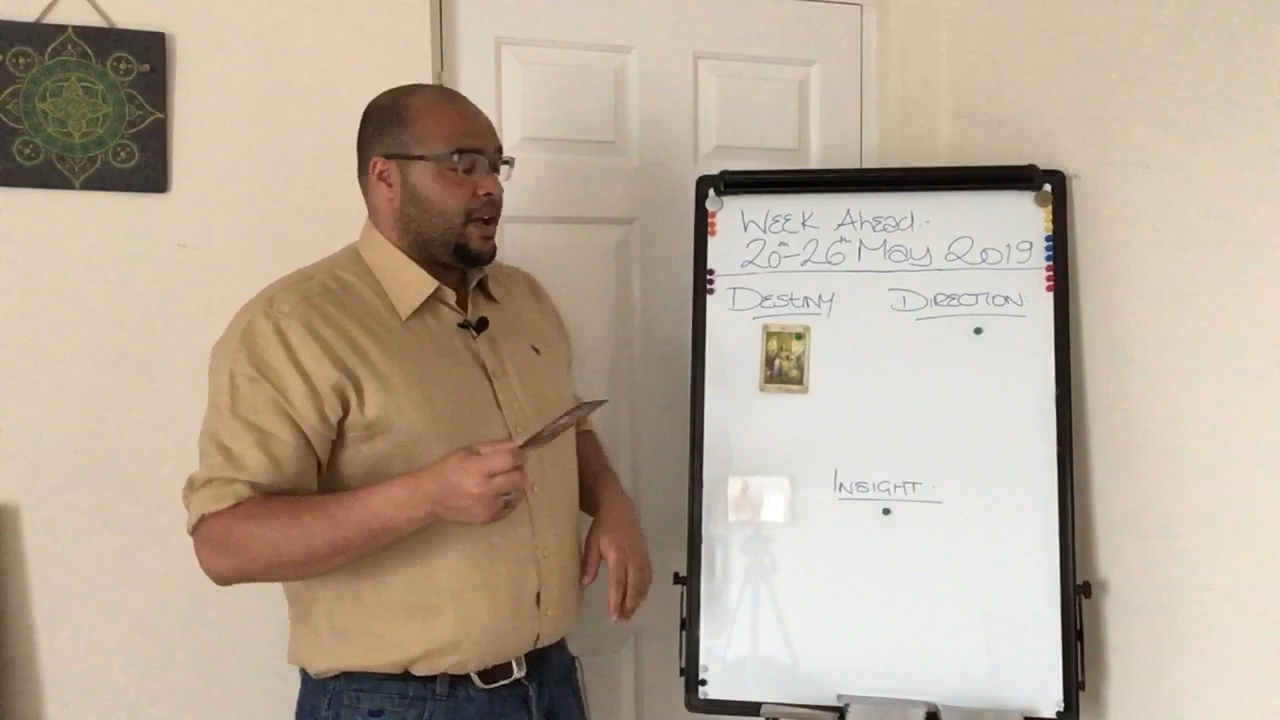 Week Ahead:-
20th-26th May 2019
Destiny
Direction:
Insight.